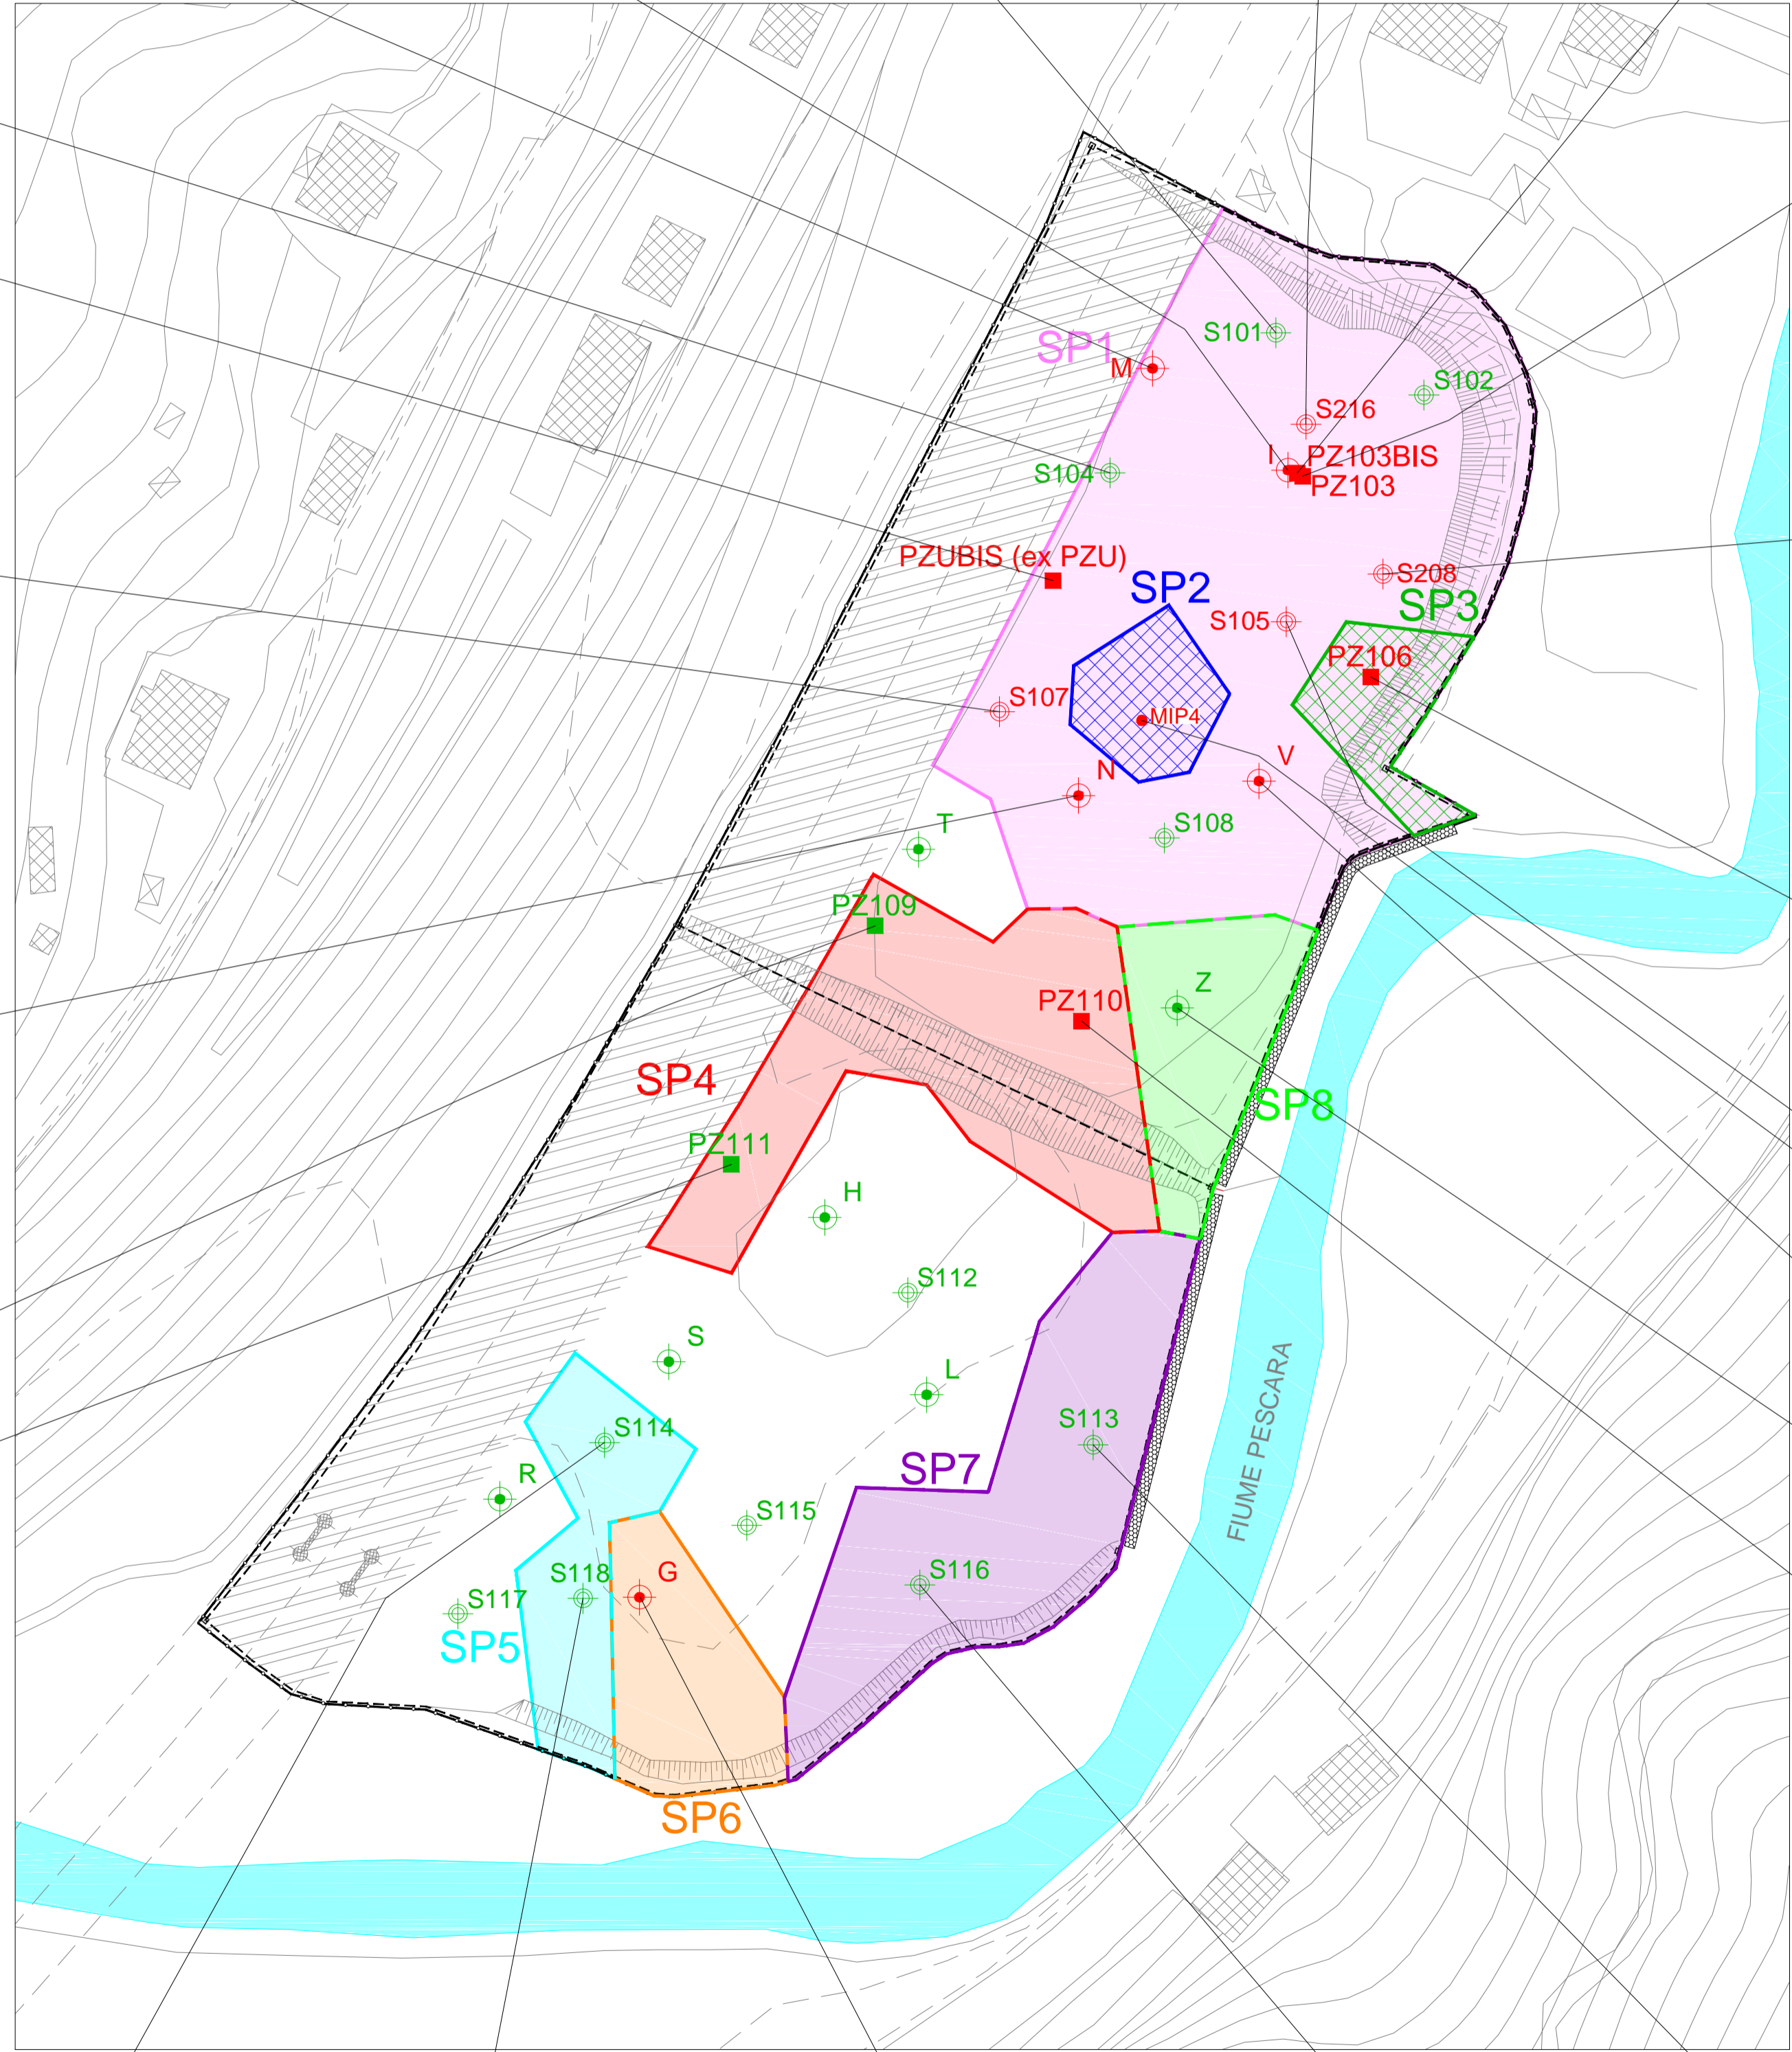 S101
SP1
M
S102
S216
I
PZ103BIS
S104
PZ103
PZUBIS (ex PZU)
S208
SP2
SP3
S105
PZ106
S107
MIP4
V
N
T
S108
PZ109
Z
PZ110
SP4
SP8
PZ111
H
S112
S
L
S113
FIUME PESCARA
S114
SP7
R
S115
S116
S118
G
S117
SP5
SP6